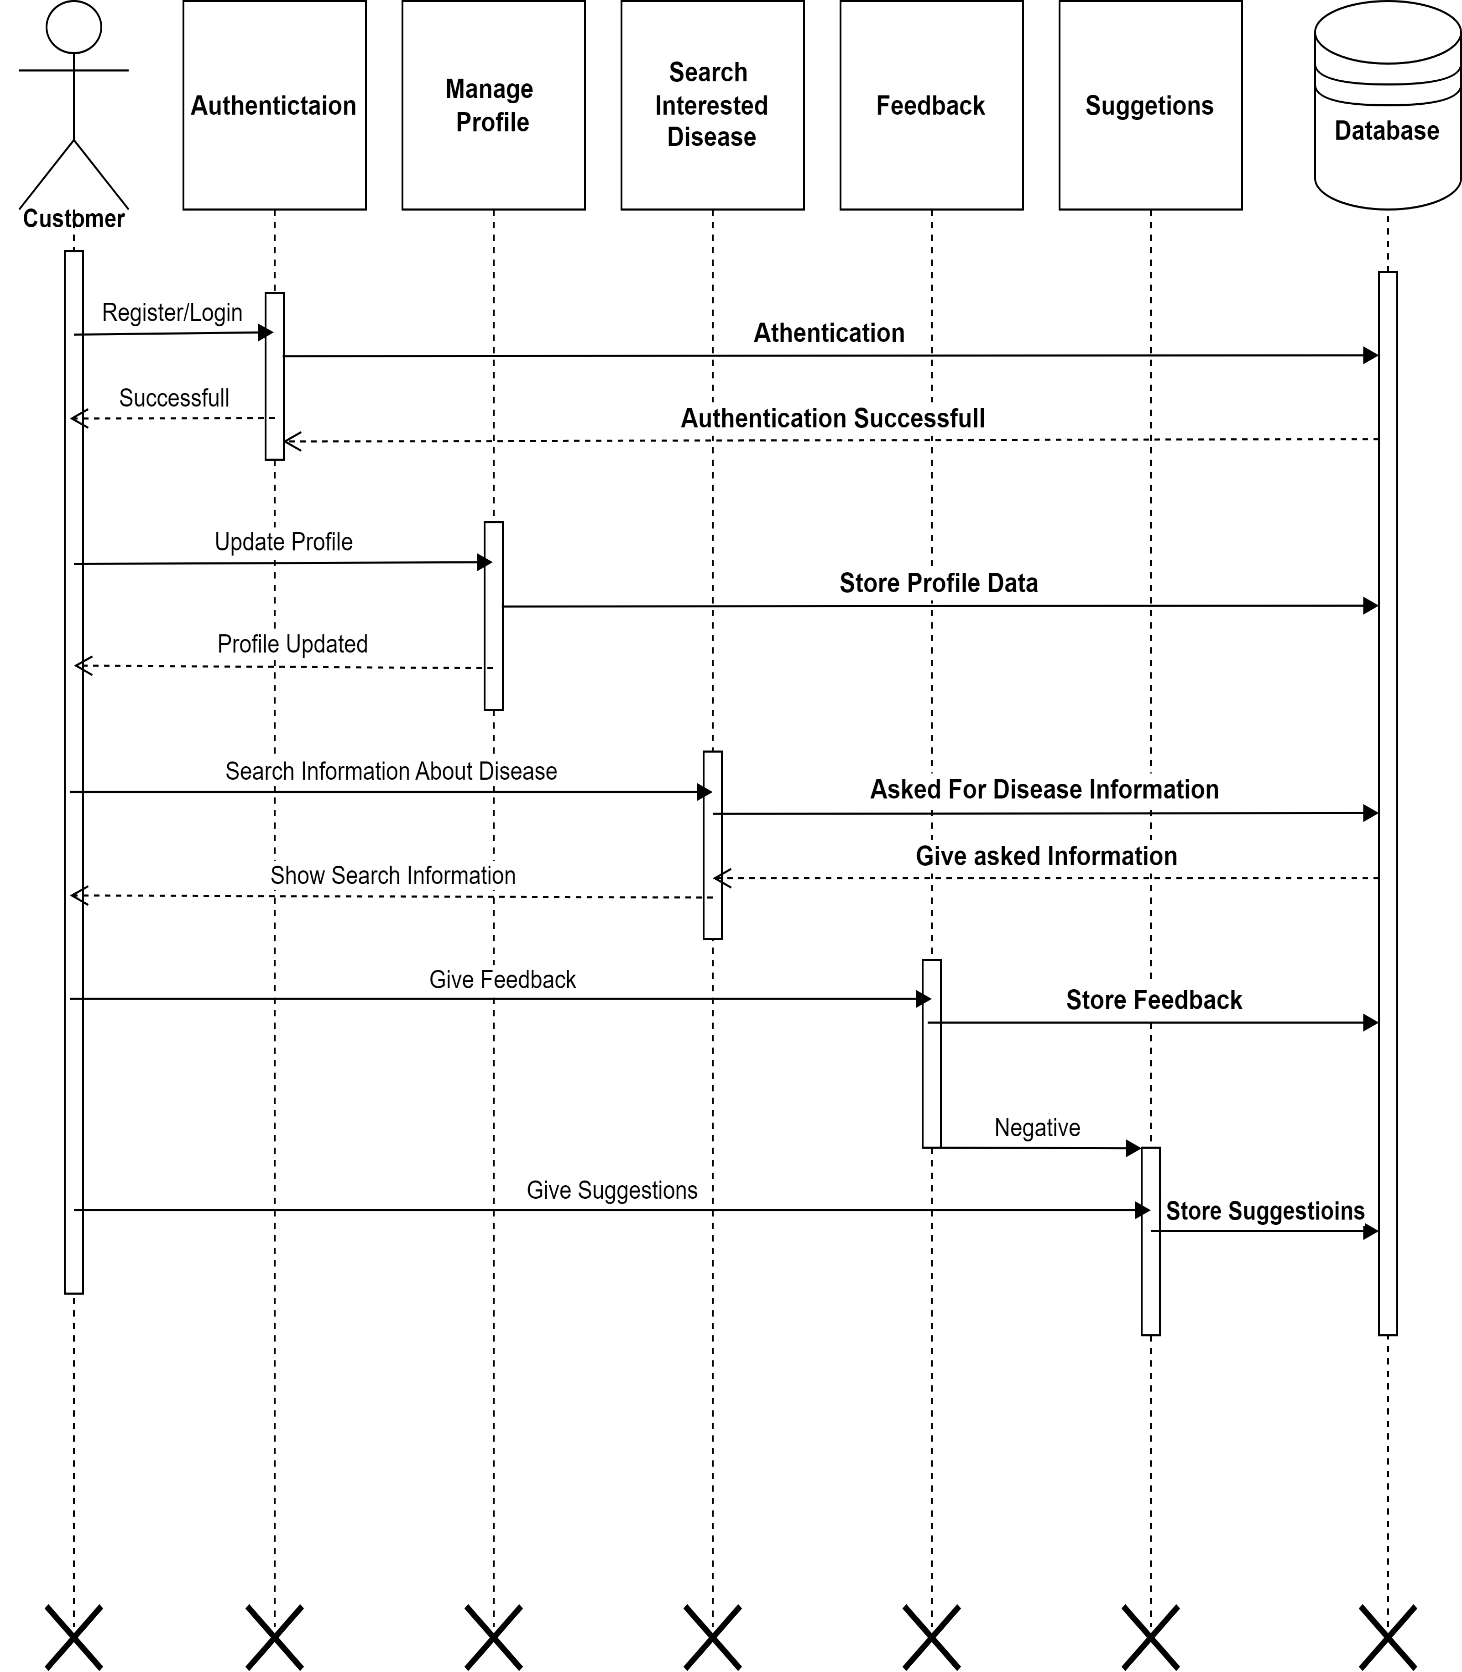 Customer
Authentictaion
Manage
Profile
Search
Interested
Disease
Feedback
Suggetions
Database
Register/Login
Athentication
Successfull
Authentication Successfull
Update Profile
Store Profile Data
Profile Updated
Search Information About Disease
Asked For Disease Information
Give asked Information
Show Search Information
Give Feedback
Store Feedback
Negative
Give Suggestions
Store Suggestioins